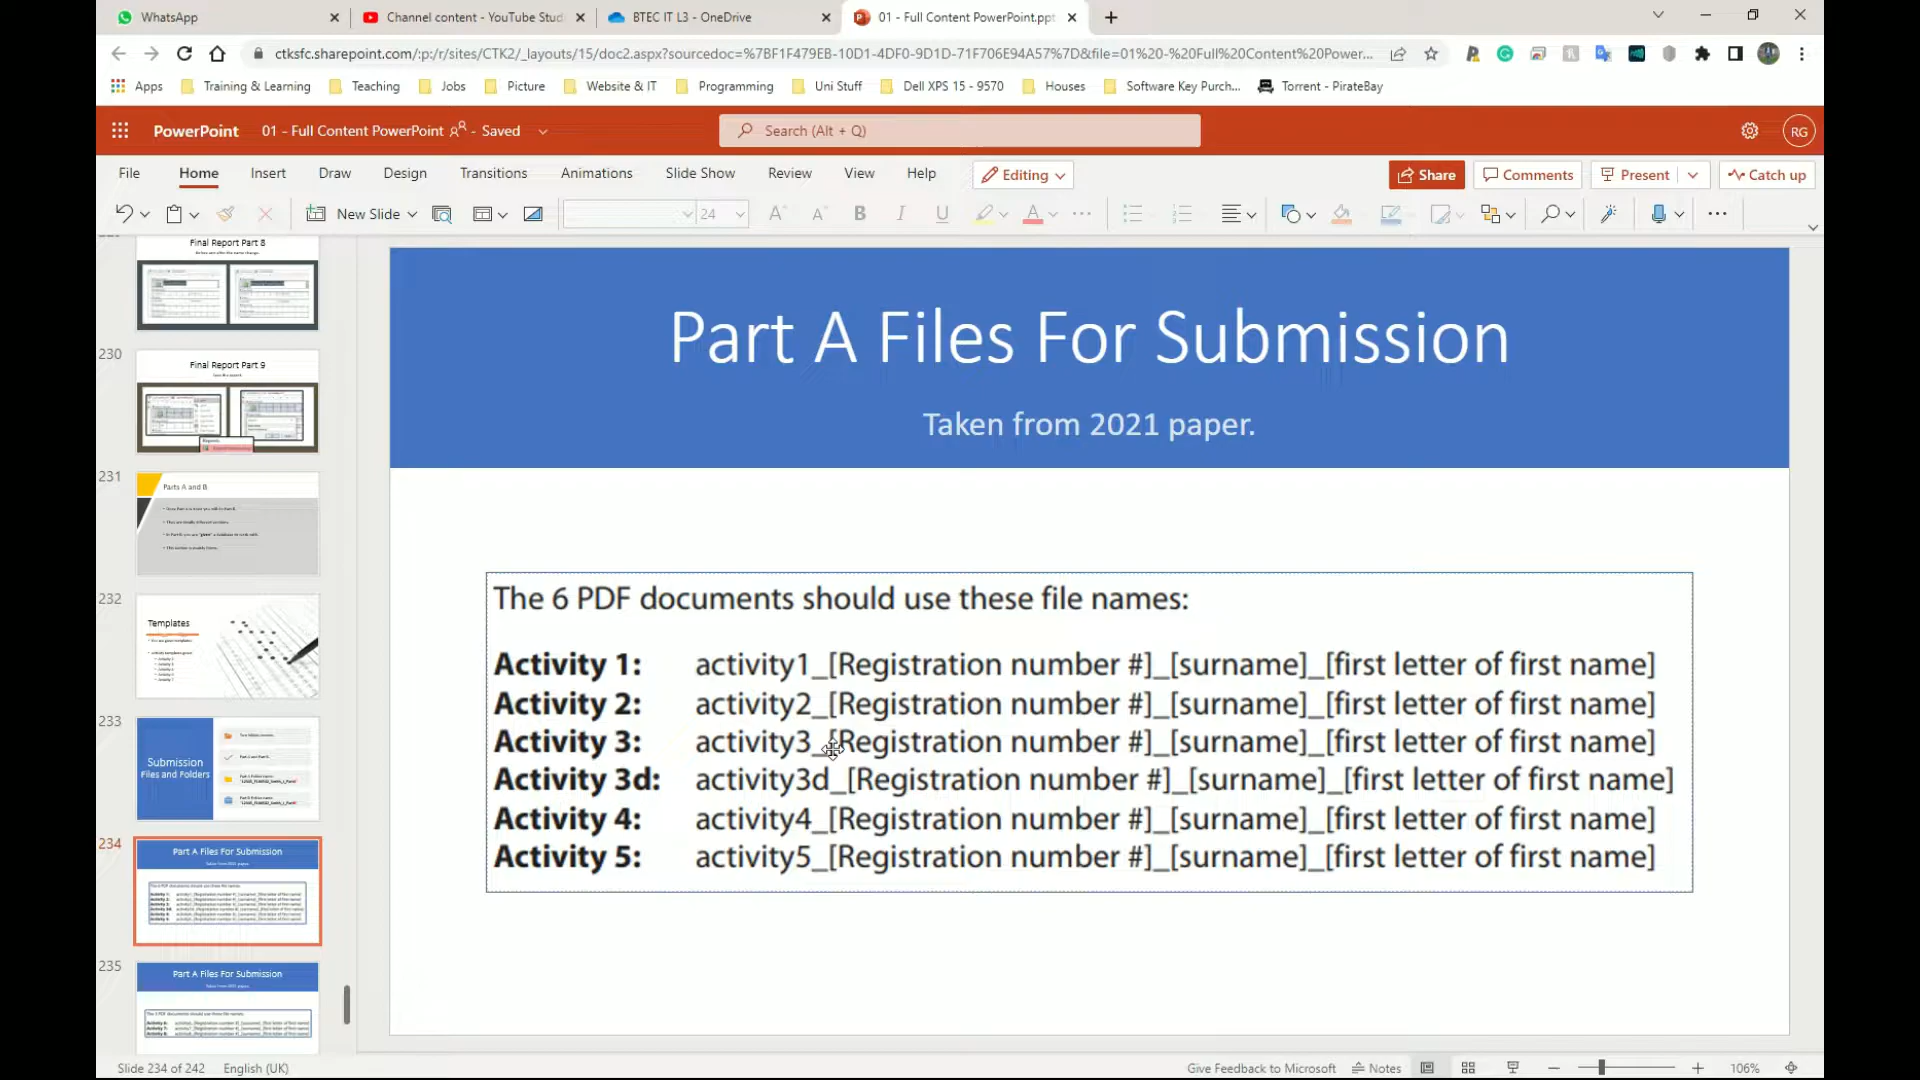 WhatsApp
Channel content - YouTube Stud
BTEC IT L3 - OneDrive
01 - Full Content PowerPoint.ppt
ctksfc.sharepoint.com/:p:/r/sites/CTK2/_layouts/15/doc2.aspx?sourcedoc=%7BF1F479EB-10D1-4DF0-9D1D-71F706E94A57%7D&file=01%20-%20Full%20Content%20Power...
Apps
Training & Learning
Teaching
Jobs
Picture
Website & IT
Programming
Uni Stuff
Dell XPS 15 - 9570
Houses
Software Key Purch...
Torrent - PirateBay
PowerPoint
01 - Full Content PowerPoint - Saved
Search (Alt + Q)
RG
File Home Insert Draw Design Transitions Animations Slide Show Review View Help
Editing
Share
Comments
Present
Catch up
New Slide
24
Final Report Part 8
230
Final Report Part 9
231
Parts A and B
232
Templates
233
Submission
Files and Folders
234
Part A Files For Submission
235
Part A Files For Submission
Part A Files For Submission
Taken from 2021 paper.
The 6 PDF documents should use these file names:
Activity 1: activity1_[Registration number #]_[surname]_[first letter of first name]
Activity 2: activity2_[Registration number #]_[surname]_[first letter of first name]
Activity 3: activity3_[Registration number #]_[surname]_[first letter of first name]
Activity 3d: activity3d_[Registration number #]_[surname]_[first letter of first name]
Activity 4: activity4_[Registration number #]_[surname]_[first letter of first name]
Activity 5: activity5_[Registration number #]_[surname]_[first letter of first name]
Slide 234 of 242
English (UK)
Give Feedback to Microsoft
Notes
106%